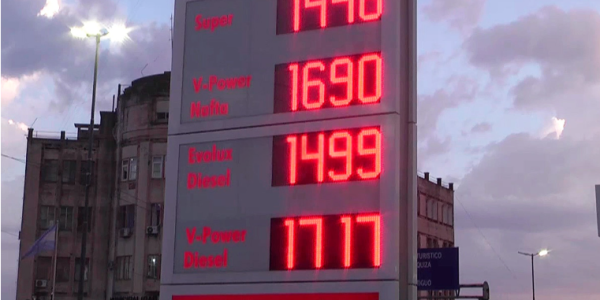 Super
V-Power 1690
Nafta
Evolux 1499
Diesel
V-Power 1717
Diesel